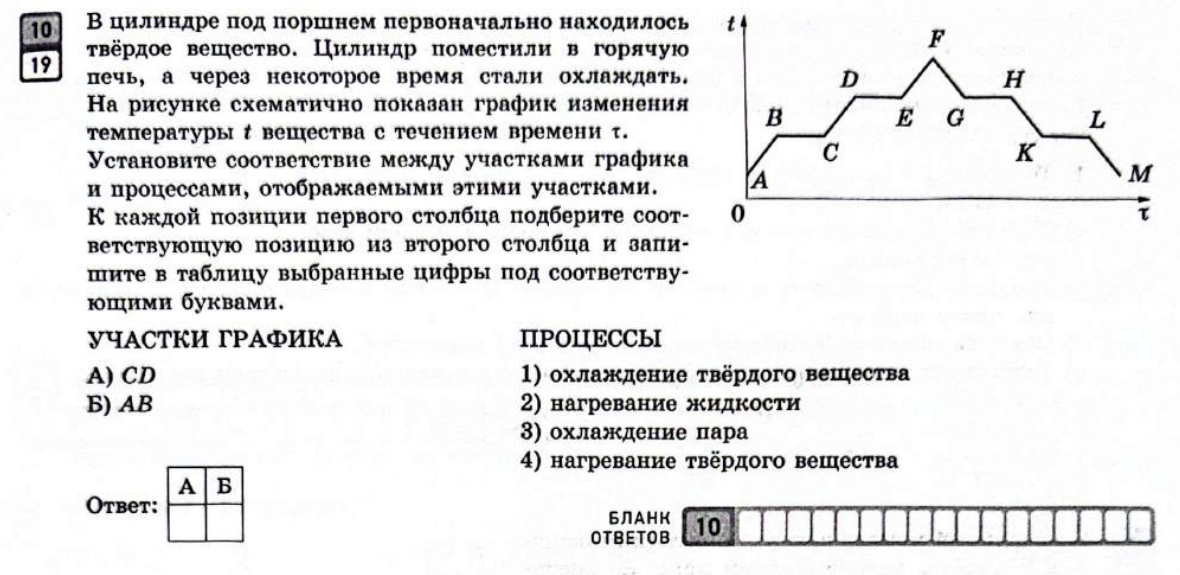 10
19
В цилиндре под поршнем первоначально находилось
твёрдое вещество. Цилиндр поместили в горячую
печь, а через некоторое время стали охлаждать.
На рисунке схематично показан график изменения
температуры t вещества с течением времени τ.
Установите соответствие между участками графика
и процессами, отображаемыми этими участками.
К каждой позиции первого столбца подберите соот-
ветствующую позицию из второго столбца и запи-
шите в таблицу выбранные цифры под соответству-
ющими буквами.
t
F
D
H
B
E
G
L
C
K
A
M
0
τ
УЧАСТКИ ГРАФИКА
А) CD
Б) AB
ПРОЦЕССЫ
1) охлаждение твёрдого вещества
2) нагревание жидкости
3) охлаждение пара
4) нагревание твёрдого вещества
Ответ:
А Б
БЛАНК
ОТВЕТОВ
10